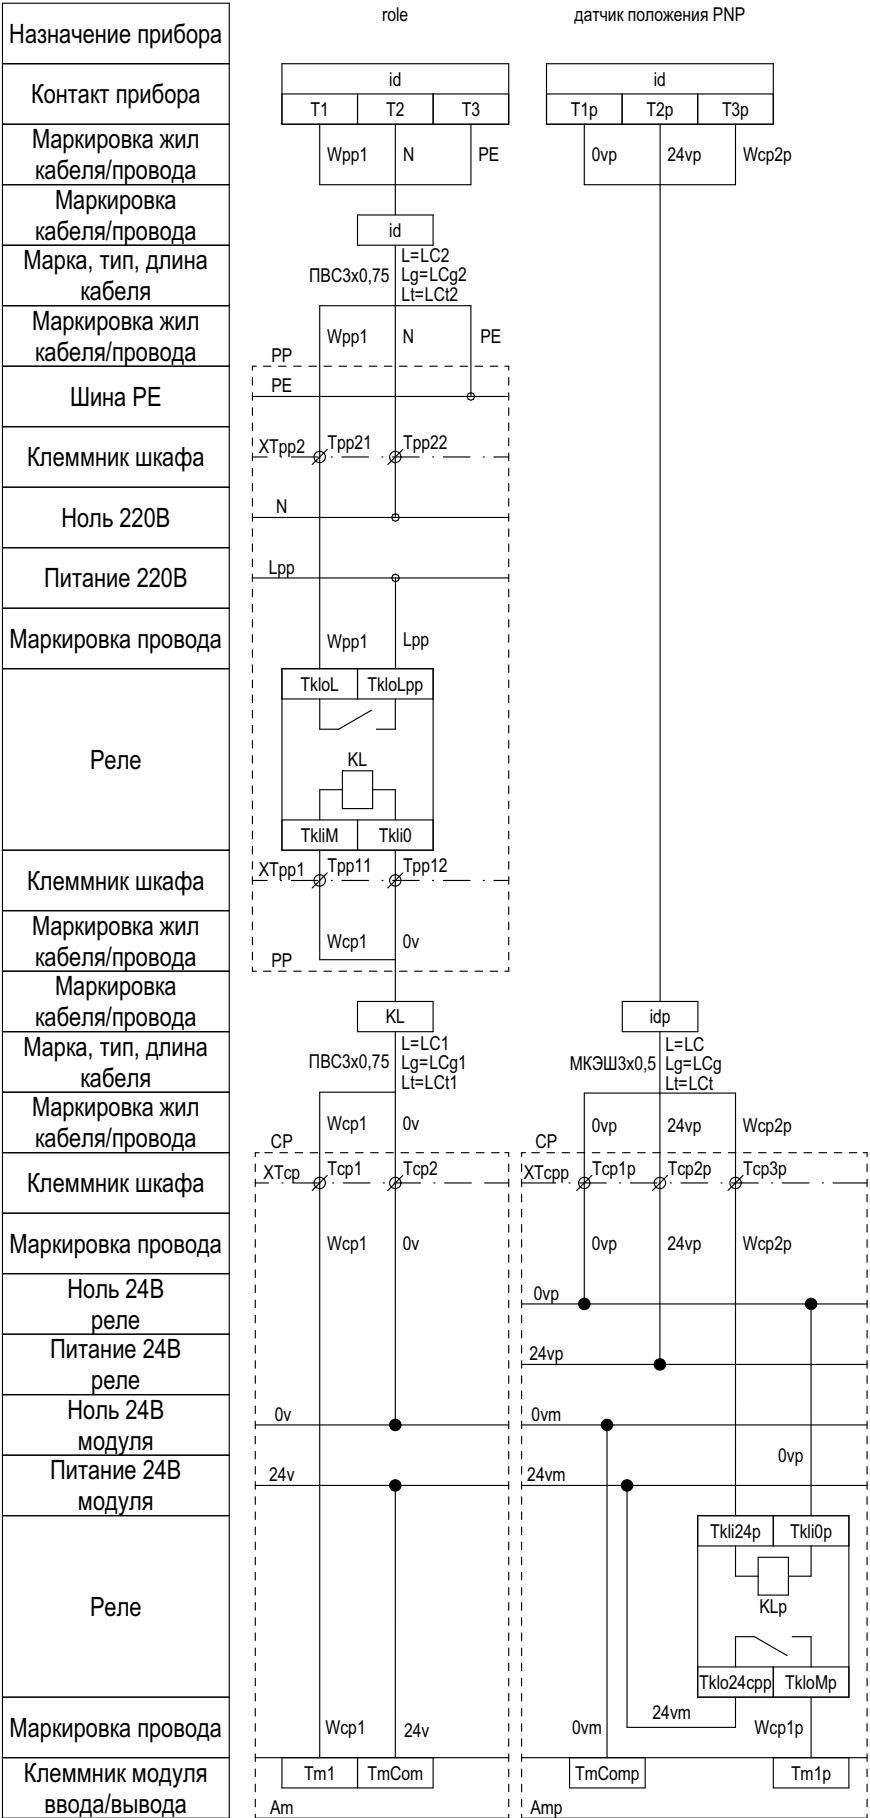 role
датчик положения PNP
Назначение прибора
id
id
Контакт прибора
T1
T2
T3
T1p
T2p
T3p
Маркировка жил
кабеля/провода
Wpp1
N
PE
0vp
24vp
Wcp2p
Маркировка
кабеля/провода
id
Марка, тип, длина
кабеля
ПВС3х0,75
L=LC2
Lg=LCg2
Lt=LCt2
Маркировка жил
кабеля/провода
Wpp1
N
PE
PP
Шина PE
PE
Клеммник шкафа
XTpp2
Tpp21
Tpp22
Ноль 220В
N
Питание 220В
Lpp
Маркировка провода
Wpp1
Lpp
Реле
TkloL
TkloLpp
KL
TkliM
Tkli0
Клеммник шкафа
XTpp1
Tpp11
Tpp12
Маркировка жил
кабеля/провода
Wcp1
0v
PP
Маркировка
кабеля/провода
KL
idp
Марка, тип, длина
кабеля
ПВС3х0,75
L=LC1
Lg=LCg1
Lt=LCt1
МКЭШ3х0,5
L=LC
Lg=LCg
Lt=LCt
Маркировка жил
кабеля/провода
Wcp1
0v
0vp
24vp
Wcp2p
CP
CP
Клеммник шкафа
XTcp
Tcp1
Tcp2
XTcpp
Tcp1p
Tcp2p
Tcp3p
Маркировка провода
Wcp1
0v
0vp
24vp
Wcp2p
Ноль 24В
реле
0vp
Питание 24В
реле
24vp
Ноль 24В
модуля
0v
0vm
Питание 24В
модуля
24v
24vm
0vp
Реле
Tkli24p
Tkli0p
KLp
Tklo24cpp
TkloMp
Маркировка провода
Wcp1
24v
0vm
24vm
Wcp1p
Клеммник модуля
ввода/вывода
Tm1
TmCom
TmComp
Tm1p
Am
Amp